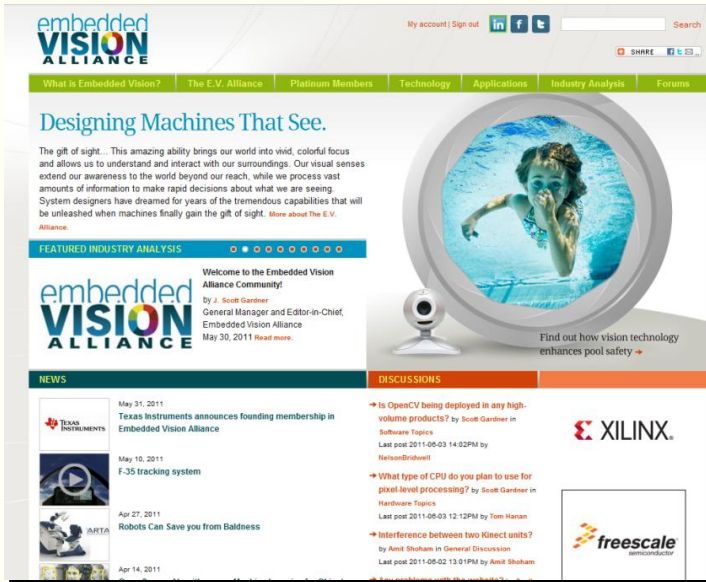 embedded
VISION
ALLIANCE
My account | Sign out
in f t
Search
SHARE
What is Embedded Vision?
The E.V. Alliance
Platinum Members
Technology
Applications
Industry Analysis
Forums
Designing Machines That See.
The gift of sight... This amazing ability brings our world into vivid, colorful focus
and allows us to understand and interact with our surroundings. Our visual senses
extend our awareness to the world beyond our reach, while we process vast
amounts of information to make rapid decisions about what we are seeing.
System designers have dreamed for years of the tremendous capabilities that will
be unleashed when machines finally gain the gift of sight. More about The E.V.
Alliance.
Find out how vision technology
enhances pool safety →
FEATURED INDUSTRY ANALYSIS
embedded
VISION
ALLIANCE
Welcome to the Embedded Vision
Alliance Community!
by J. Scott Gardner
General Manager and Editor-in-Chief,
Embedded Vision Alliance
May 30, 2011 Read more.
NEWS
TEXAS
INSTRUMENTS
May 31, 2011
Texas Instruments announces founding membership in
Embedded Vision Alliance
May 10, 2011
F-35 tracking system
ARTA
Apr 27, 2011
Robots Can Save you from Baldness
Apr 14, 2011
DISCUSSIONS
→ Is OpenCV being deployed in any high-
volume products? by Scott Gardner in
Software Topics
Last post 2011-06-03 14:02PM by
NelsonBridwell
→ What type of CPU do you plan to use for
pixel-level processing? by Scott Gardner in
Hardware Topics
Last post 2011-06-03 12:12PM by Tom Hanan
→ Interference between two Kinect units?
by Amit Shoham in General Discussion
Last post 2011-06-02 13:01PM by Amit Shoham
XILINX
freescale
semiconductor